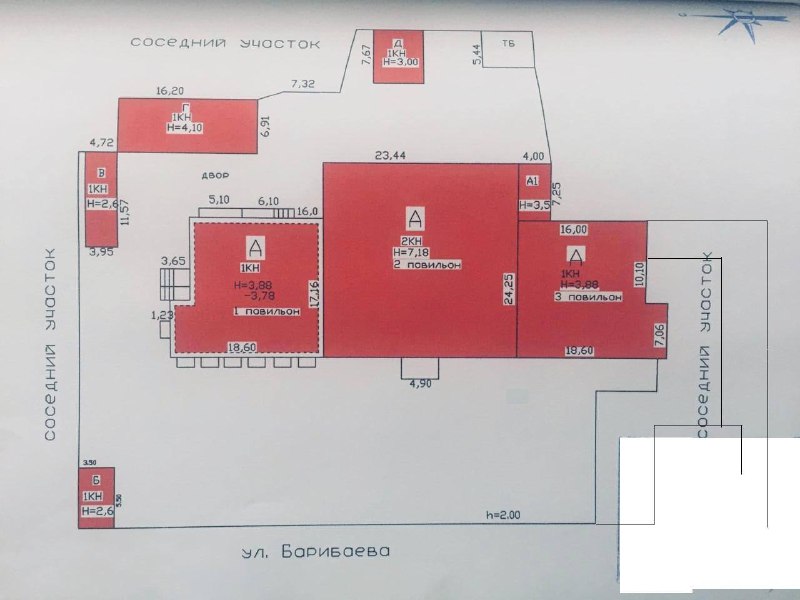 соседний участок
Д
1КН
Н=3,00
7,67
5,44
ТБ
7,32
16,20
Г
1КН
Н=4,10
6,91
4,72
В
1КН
Н=2,6
11,57
3,95
двор
23,44
4,00
А1
Н=3,5
7,25
5,10
6,10
16,0
А
1КН
Н=3,88
-3,78
1 повильон
17,16
18,60
3,65
1,23
А
2КН
Н=7,18
2 повильон
24,25
4,90
16,00
А
1КН
Н=3,88
3 повильон
10,10
7,06
18,60
соседний участок
соседний участок
3.50
Б
1КН
Н=2,6
5.50
h=2.00
ул. Барибаева